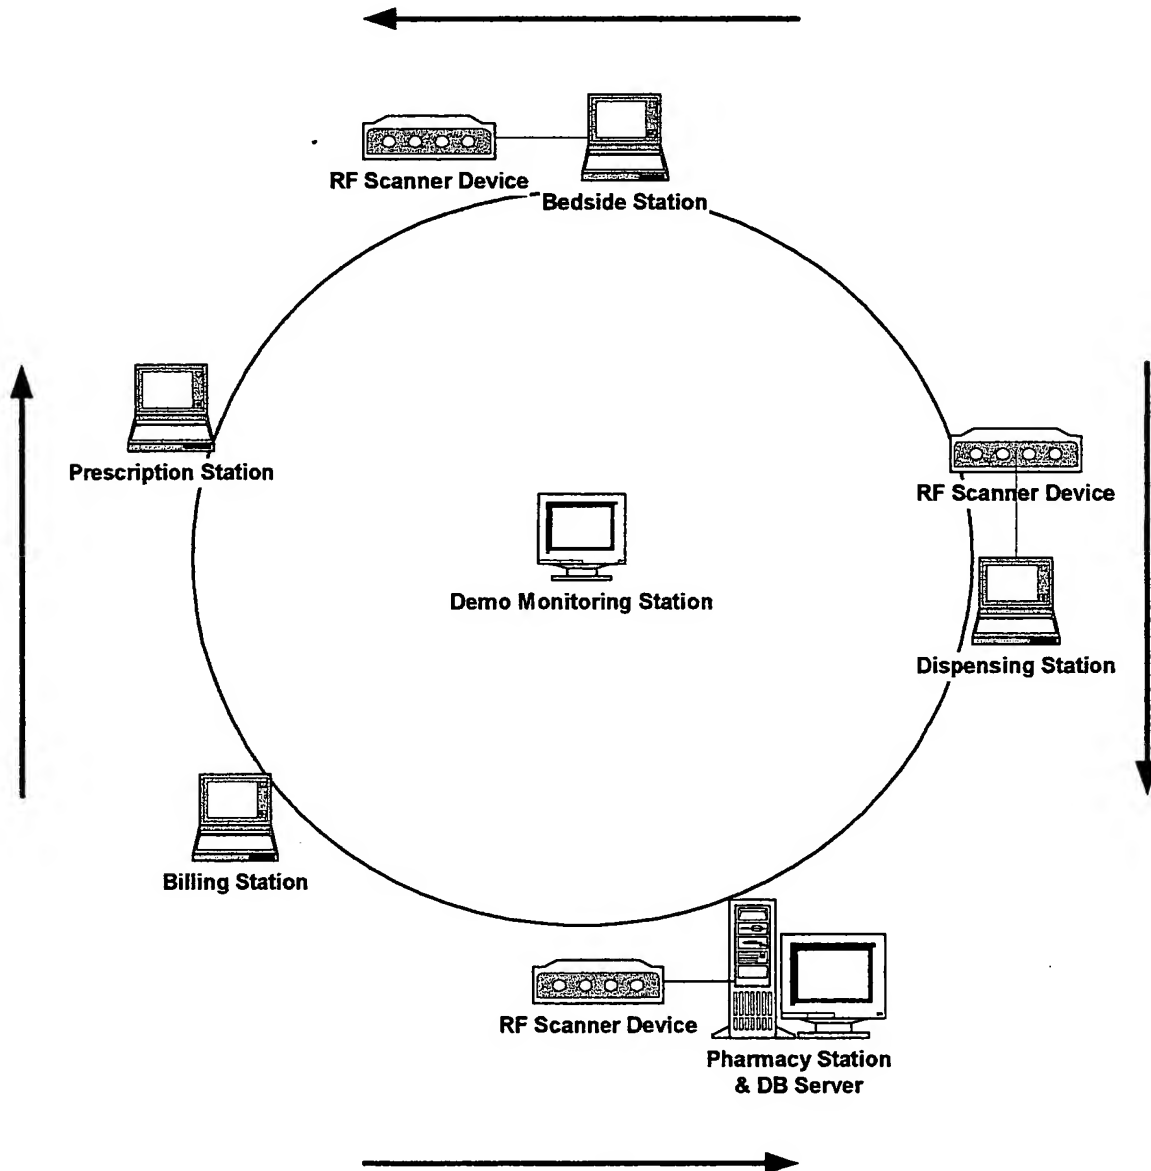 RF Scanner Device
Bedside Station
Prescription Station
RF Scanner Device
Demo Monitoring Station
Dispensing Station
Billing Station
RF Scanner Device
Pharmacy Station
& DB Server